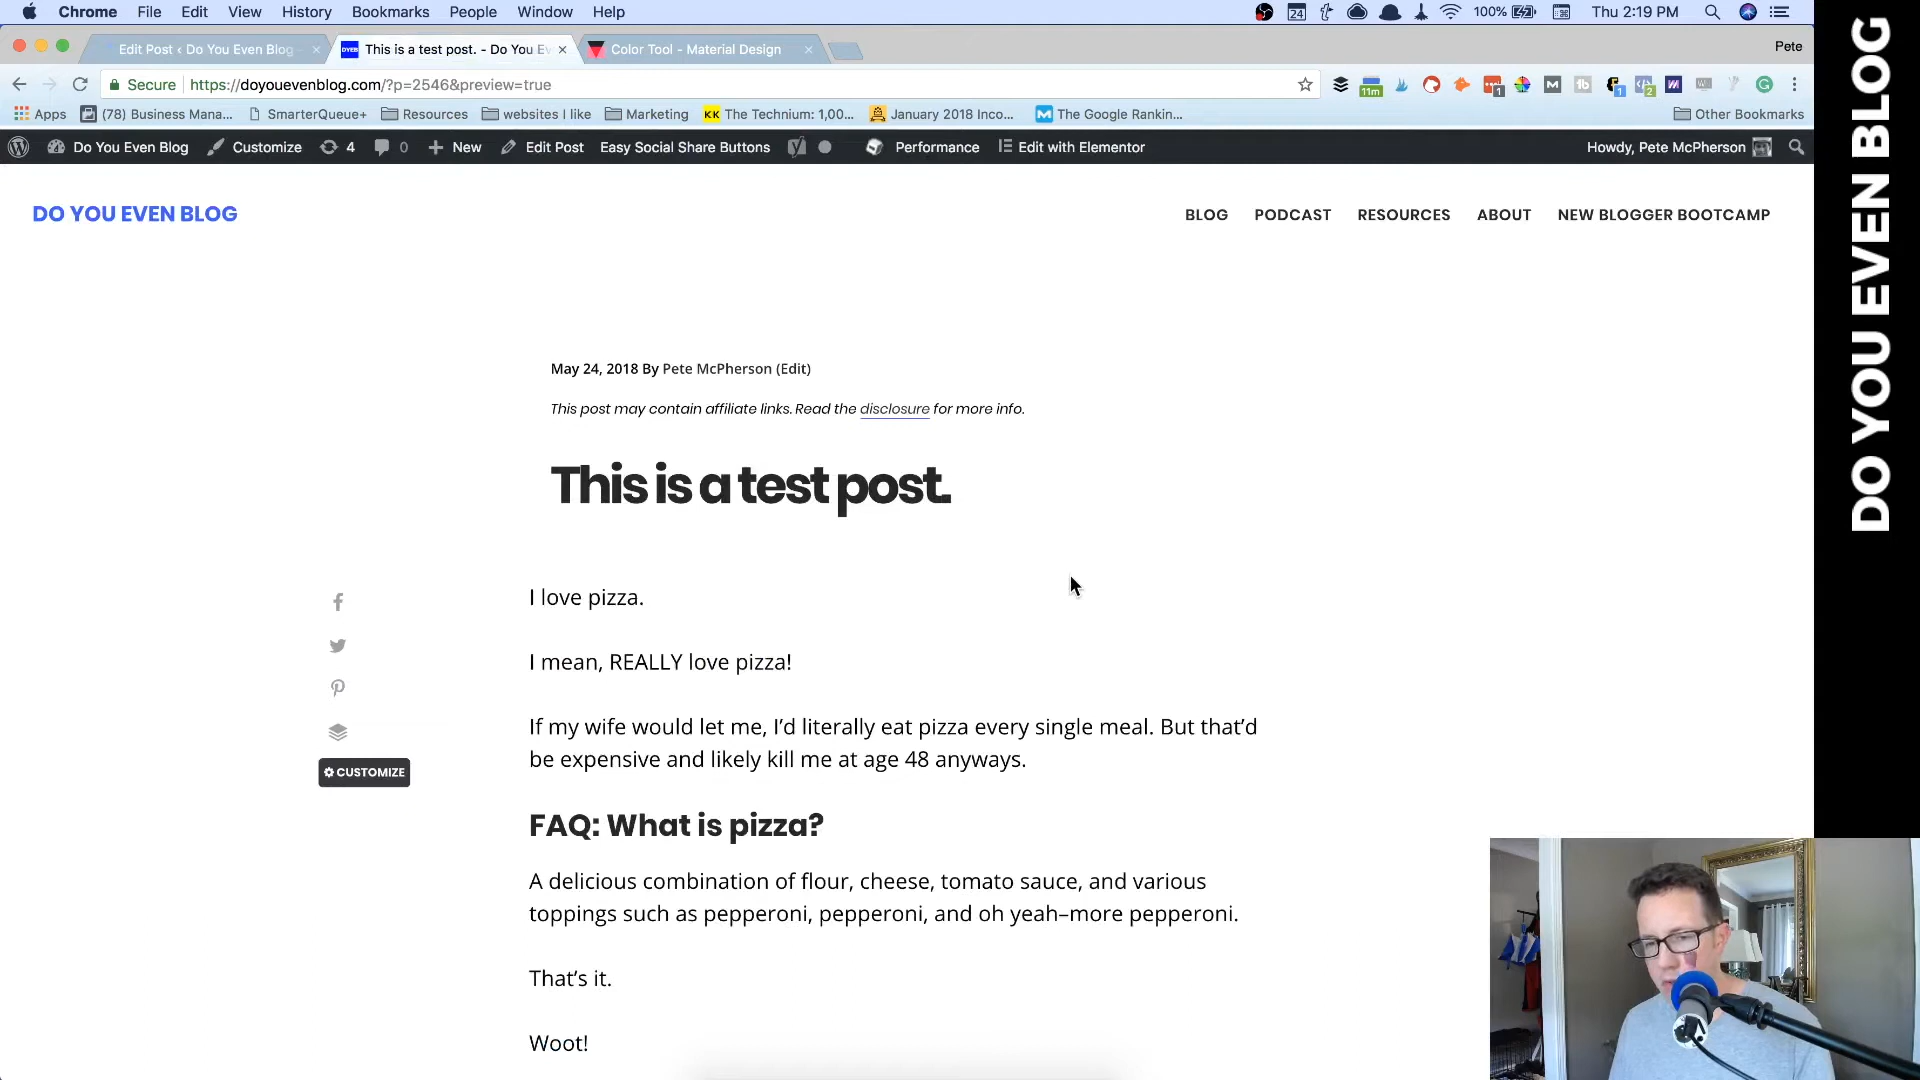 Chrome File Edit View History Bookmarks People Window Help
24 100% Thu 2:19 PM
Edit Post ‹ Do You Even Blog
DYEB This is a test post. - Do You Ev
Color Tool - Material Design
Pete
Secure https://doyouevenblog.com/?p=2546&preview=true
11m 1 M 1 2
Apps (78) Business Mana... SmarterQueue+ Resources websites I like Marketing KK The Technium: 1,00... January 2018 Inco... The Google Rankin... Other Bookmarks
Do You Even Blog Customize 4 0 New Edit Post Easy Social Share Buttons Performance Edit with Elementor Howdy, Pete McPherson
DO YOU EVEN BLOG
BLOG PODCAST RESOURCES ABOUT NEW BLOGGER BOOTCAMP
May 24, 2018 By Pete McPherson (Edit)
This post may contain affiliate links. Read the disclosure for more info.
This is a test post.
I love pizza.
I mean, REALLY love pizza!
If my wife would let me, I’d literally eat pizza every single meal. But that’d
be expensive and likely kill me at age 48 anyways.
CUSTOMIZE
FAQ: What is pizza?
A delicious combination of flour, cheese, tomato sauce, and various
toppings such as pepperoni, pepperoni, and oh yeah–more pepperoni.
That’s it.
Woot!
DO YOU EVEN BLOG